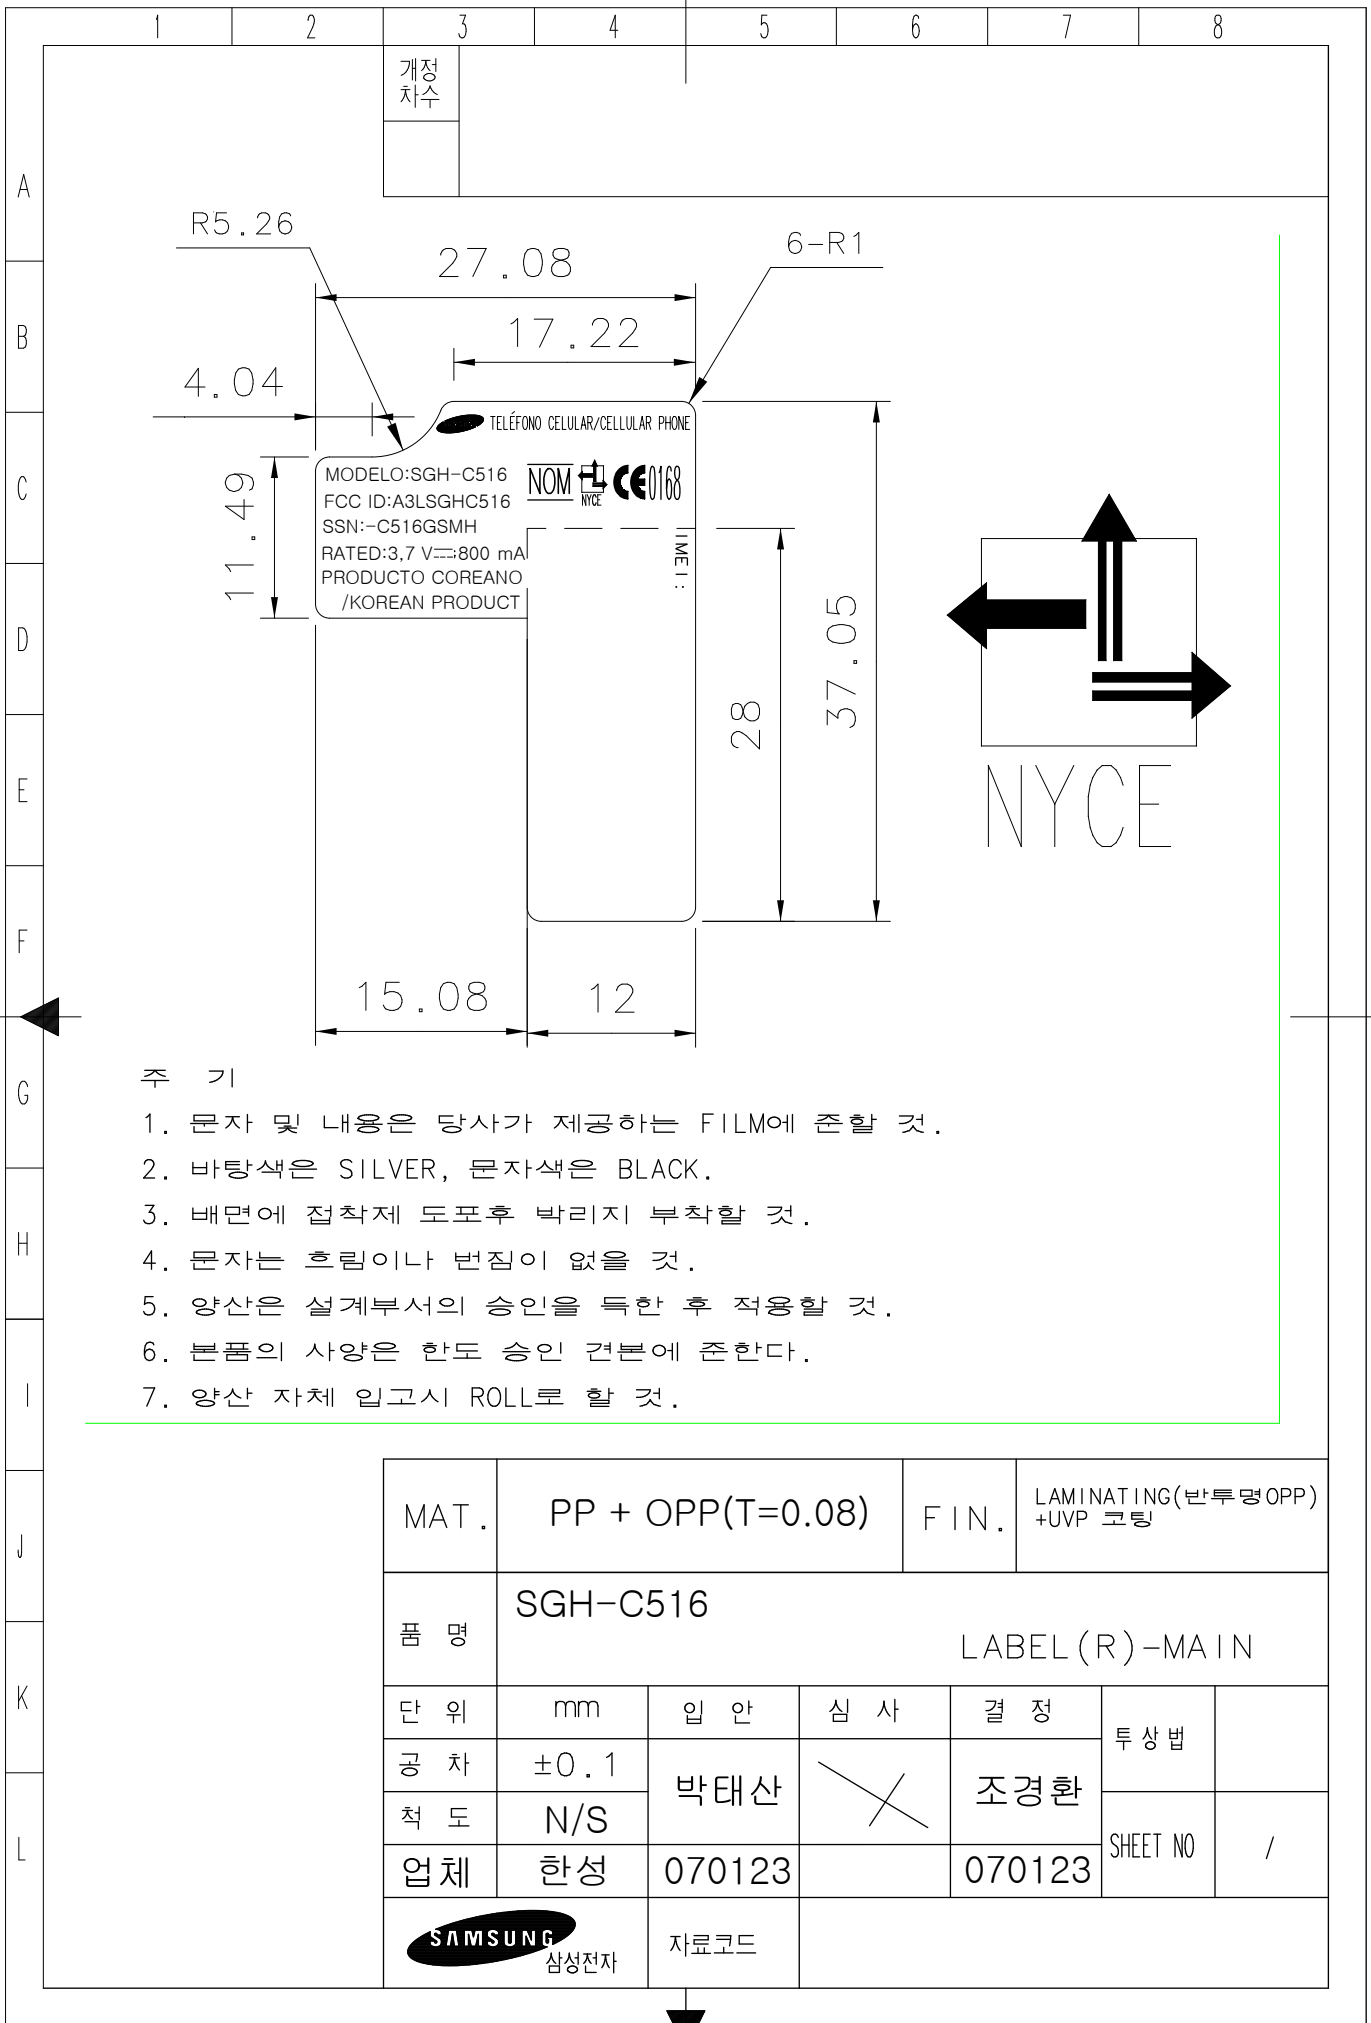 1 2 3 4 5 6 7 8
개정
차수
A
B
C
D
E
F
G
H
I
J
K
L
R5.26
27.08
6-R1
17.22
4.04
TELÉFONO CELULAR/CELLULAR PHONE
MODELO:SGH-C516
FCC ID:A3LSGHC516
SSN:-C516GSMH
RATED:3,7 V⎓:800 mA
PRODUCTO COREANO
/KOREAN PRODUCT
NOM
NYCE
CE0168
IMEI:
11.49
28
37.05
NYCE
15.08
12
주 기
1. 문자 및 내용은 당사가 제공하는 FILM에 준할 것.
2. 바탕색은 SILVER, 문자색은 BLACK.
3. 배면에 접착제 도포후 박리지 부착할 것.
4. 문자는 흐림이나 번짐이 없을 것.
5. 양산은 설계부서의 승인을 득한 후 적용할 것.
6. 본품의 사양은 한도 승인 견본에 준한다.
7. 양산 자체 입고시 ROLL로 할 것.
MAT. PP + OPP(T=0.08) FIN. LAMINATING(반투명OPP)
+UVP 코팅
품 명 SGH-C516
LABEL(R)-MAIN
단 위 mm 입 안 심 사 결 정 투상법
공 차 ±0.1 박태산 조경환
척 도 N/S SHEET NO /
업체 한성 070123 070123
SAMSUNG
삼성전자
자료코드